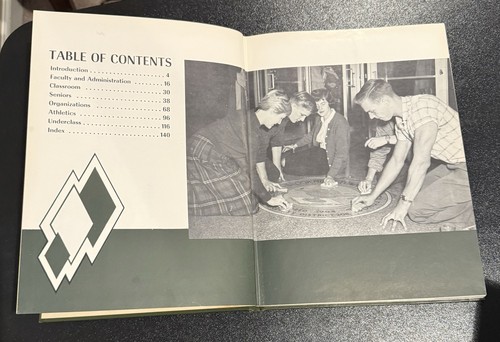 TABLE OF CONTENTS
Introduction . . . . . . . . . . . . . . . . . . . 4
Faculty and Administration . . . . . . . 16
Classroom . . . . . . . . . . . . . . . . . . . . 30
Seniors . . . . . . . . . . . . . . . . . . . . . . 38
Organizations . . . . . . . . . . . . . . . . . 68
Athletics . . . . . . . . . . . . . . . . . . . . . 96
Underclass . . . . . . . . . . . . . . . . . . . 116
Index . . . . . . . . . . . . . . . . . . . . . . . 140